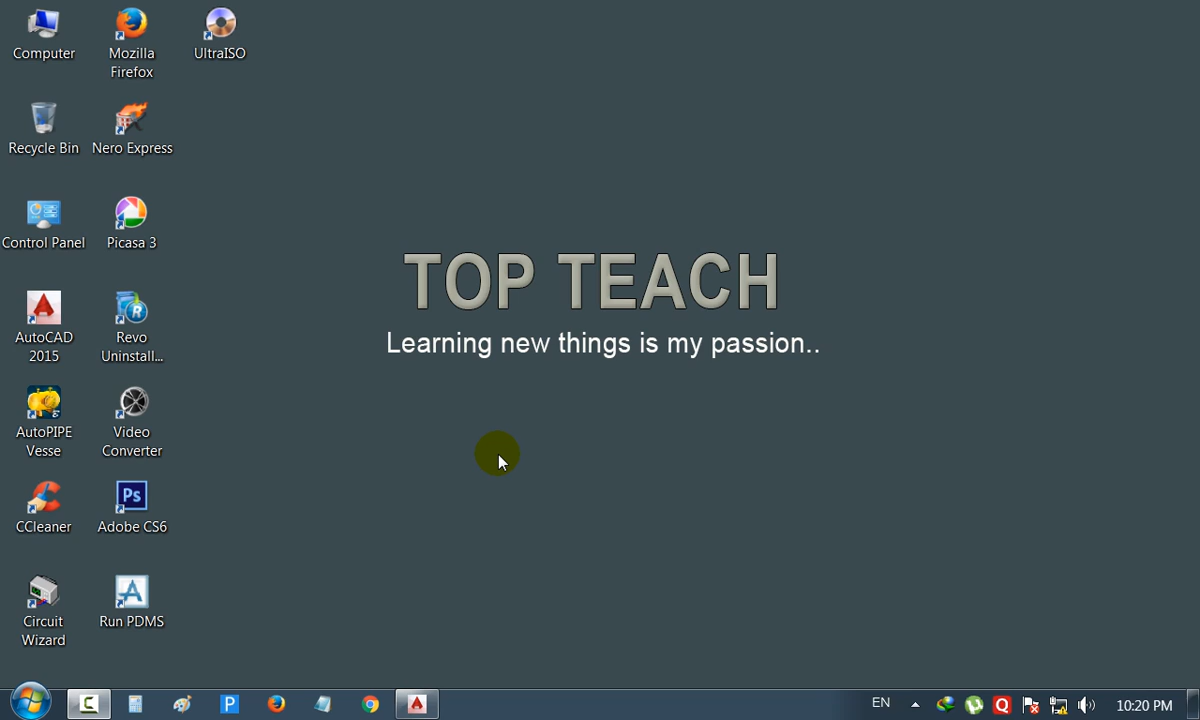 Computer
Mozilla
Firefox
UltraISO
Recycle Bin
Nero Express
Control Panel
Picasa 3
TOP TEACH
Learning new things is my passion..
AutoCAD
2015
Revo
Uninstall...
AutoPIPE
Vesse
Video
Converter
CCleaner
Ps
Adobe CS6
Circuit
Wizard
Run PDMS
EN
10:20 PM